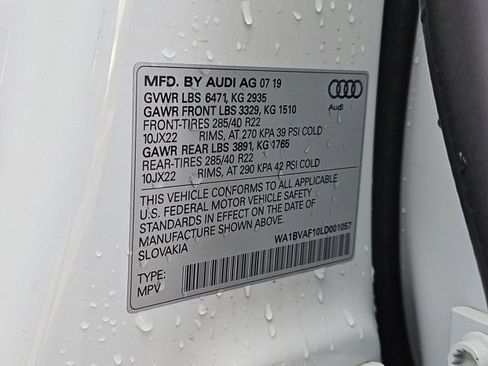 MFD. BY AUDI AG 07 19
GVWR LBS 6471, KG 2935
GAWR FRONT LBS 3329, KG 1510
FRONT-TIRES 285/40 R22
10JX22 RIMS, AT 270 KPA 39 PSI COLD
GAWR REAR LBS 3891, KG 1765
REAR-TIRES 285/40 R22
10JX22 RIMS, AT 290 KPA 42 PSI COLD
Audi
THIS VEHICLE CONFORMS TO ALL APPLICABLE
U.S. FEDERAL MOTOR VEHICLE SAFETY
STANDARDS IN EFFECT ON THE DATE OF
MANUFACTURE SHOWN ABOVE.
SLOVAKIA
WA1BVAF10LD001057
TYPE:
MPV